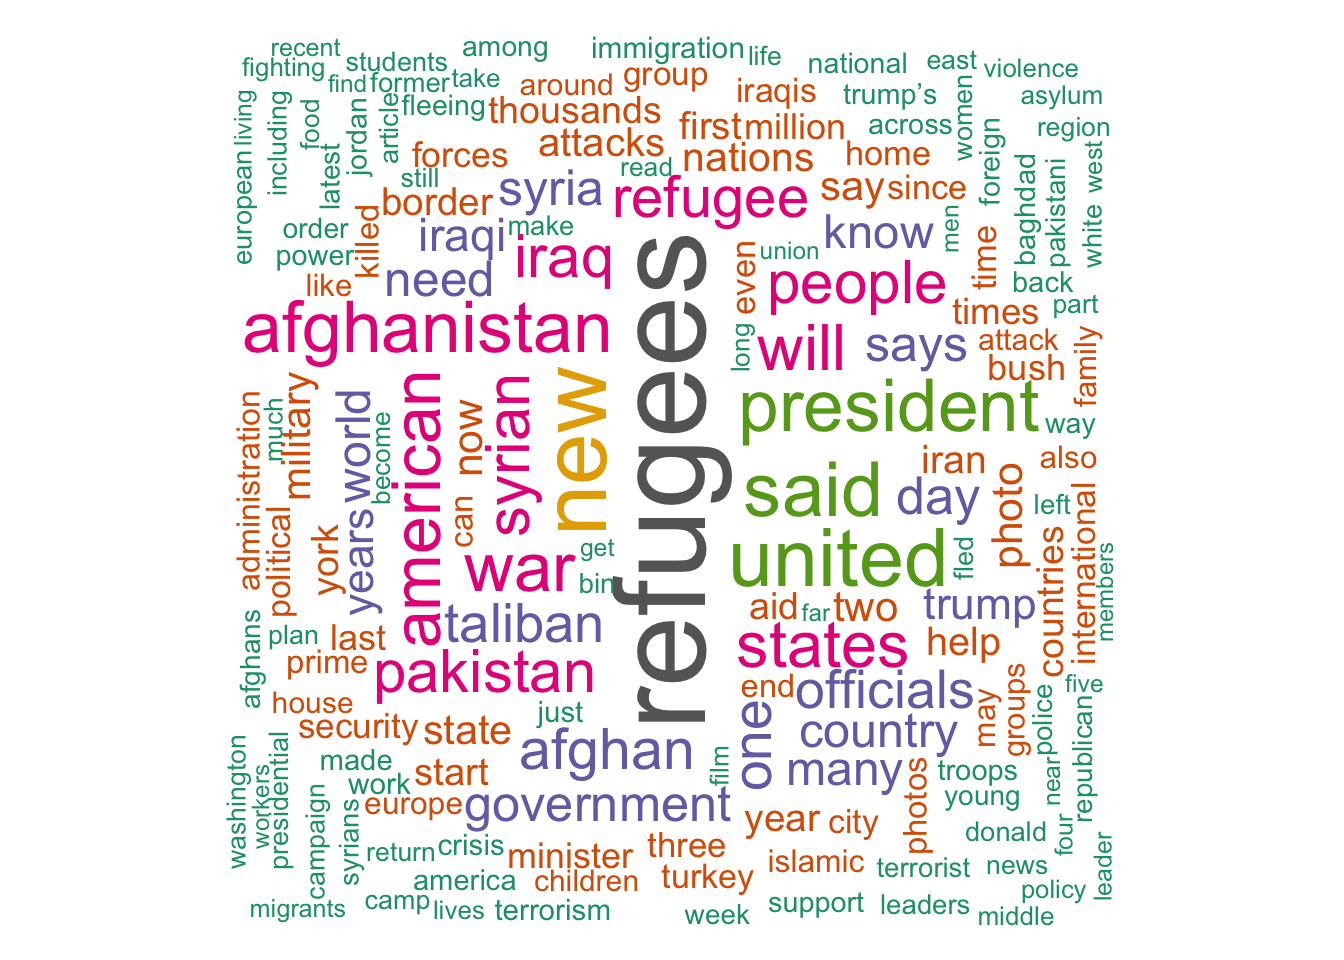 recent
among
immigration
life
national
east
violence
fighting
students
find
former
take
around
group
iraqis
trump’s
women
asylum
living
including
food
jordan
article
fleeing
thousands
first
million
across
foreign
region
european
latest
forces
attacks
nations
home
west
still
read
border
syria
refugee
say
since
men
baghdad
pakistani
white
order
killed
iraqi
make
know
time
power
iraq
union
even
like
need
people
back
part
afghanistan
refugees
long
will
says
times
attack
bush
family
administration
much
military
world
become
american
now
syrian
new
president
way
iran
also
said
day
photo
left
international
political
york
years
can
war
get
bin
united
fled
countries
members
afghans
plan
last
taliban
aid
far
two
trump
prime
pakistan
states
help
house
end
officials
may
groups
police
five
security
state
just
afghan
one
country
republican
washington
workers
presidential
made
work
start
film
many
troops
near
campaign
syrians
europe
government
year
city
photos
young
donald
four
return
crisis
minister
three
islamic
terrorist
news
leader
america
children
turkey
policy
migrants
camp
lives
terrorism
week
support
leaders
middle